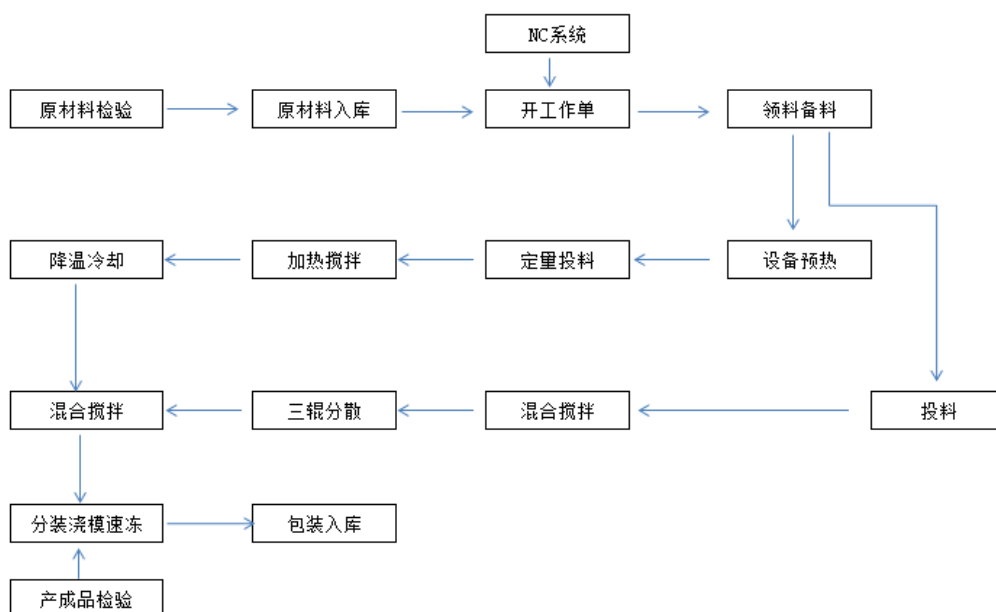 NC系统
原材料检验
原材料入库
开工作单
领料备料
降温冷却
加热搅拌
定量投料
设备预热
混合搅拌
三辊分散
混合搅拌
投料
分装浇模速冻
包装入库
产成品检验